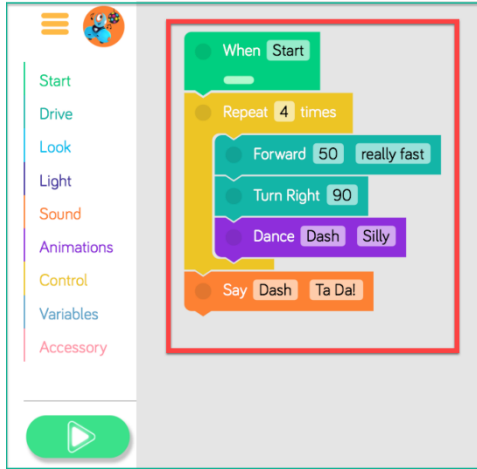 Start
Drive
Look
Light
Sound
Animations
Control
Variables
Accessory
When Start
Repeat 4 times
Forward 50 really fast
Turn Right 90
Dance Dash Silly
Say Dash Ta Da!